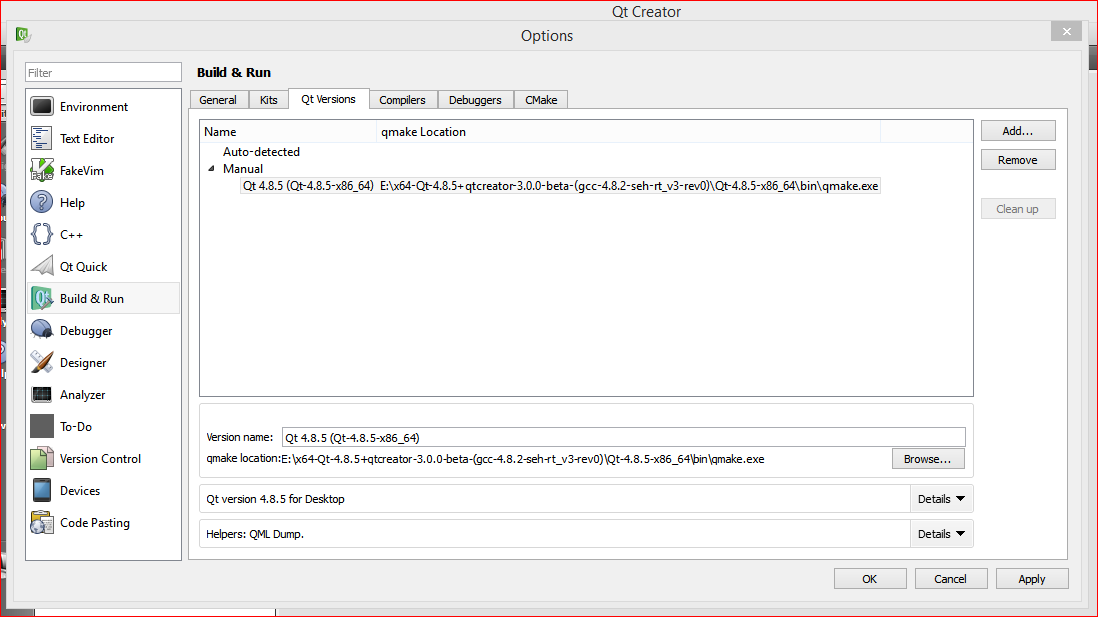 Qt Creator
Options
Filter
Environment
Text Editor
FakeVim
Help
C++
Qt Quick
Build & Run
Debugger
Designer
Analyzer
To-Do
Version Control
Devices
Code Pasting
Build & Run
General Kits Qt Versions Compilers Debuggers CMake
Name qmake Location
Auto-detected
Manual
Qt 4.8.5 (Qt-4.8.5-x86_64) E:\x64-Qt-4.8.5+qtcreator-3.0.0-beta-(gcc-4.8.2-seh-rt_v3-rev0)\Qt-4.8.5-x86_64\bin\qmake.exe
Add...
Remove
Clean up
Version name: Qt 4.8.5 (Qt-4.8.5-x86_64)
qmake location:E:\x64-Qt-4.8.5+qtcreator-3.0.0-beta-(gcc-4.8.2-seh-rt_v3-rev0)\Qt-4.8.5-x86_64\bin\qmake.exe Browse...
Qt version 4.8.5 for Desktop Details
Helpers: QML Dump. Details
OK Cancel Apply